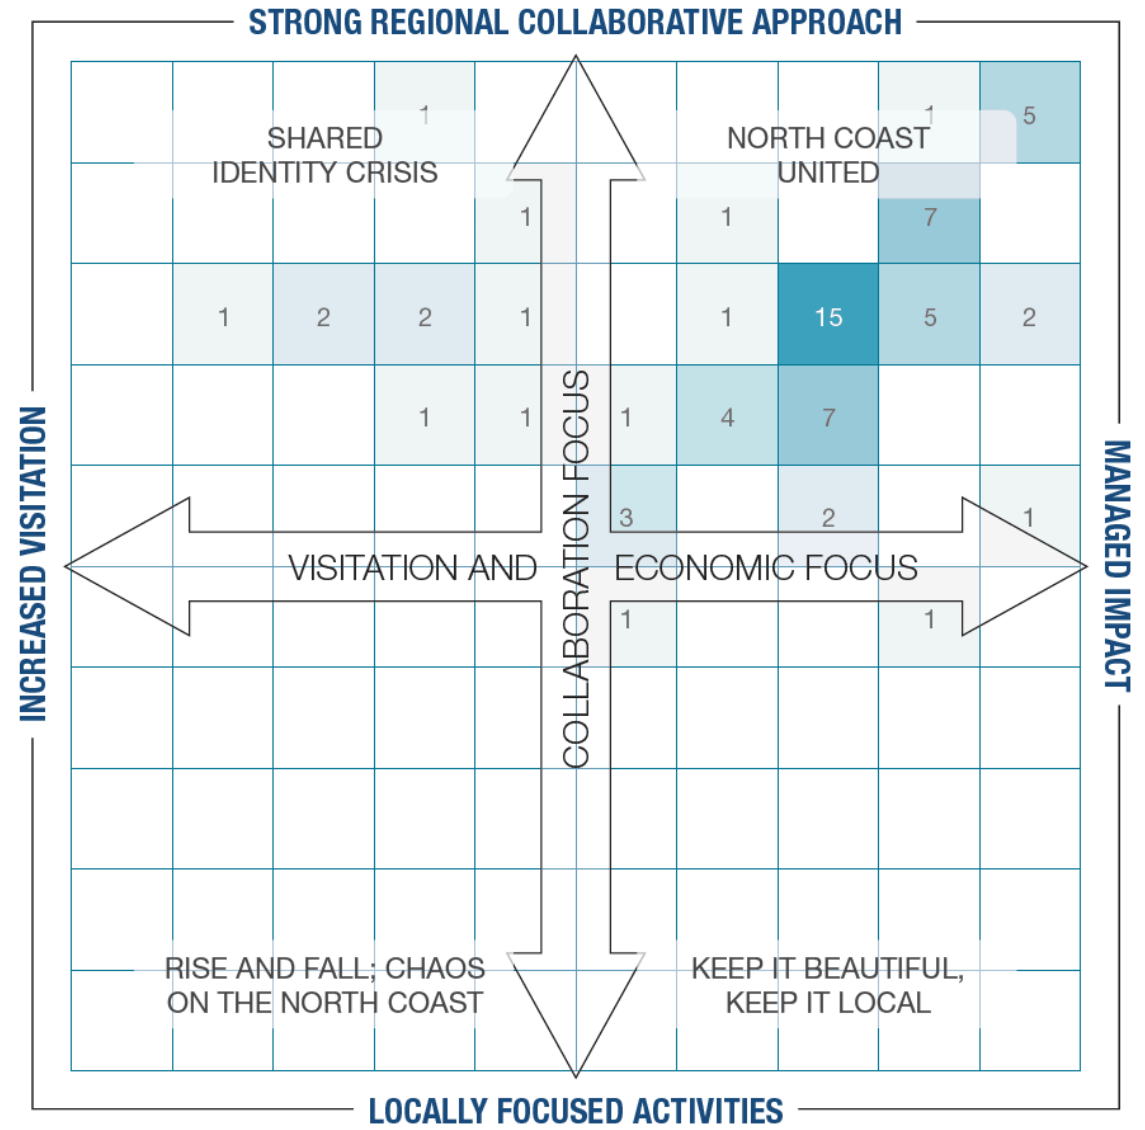 STRONG REGIONAL COLLABORATIVE APPROACH
1 1 5
SHARED
IDENTITY CRISIS
NORTH COAST
UNITED
1 1 7
1 2 2 1 1 15 5 2
1 1 1 4 7
3 2 1
INCREASED VISITATION
VISITATION AND ECONOMIC FOCUS
COLLABORATION FOCUS
MANAGED IMPACT
1 1
RISE AND FALL; CHAOS
ON THE NORTH COAST
KEEP IT BEAUTIFUL,
KEEP IT LOCAL
LOCALLY FOCUSED ACTIVITIES